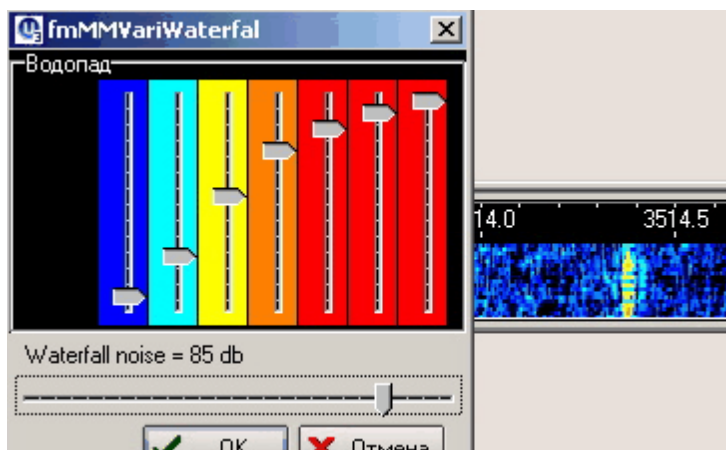 fmMMVariWaterfal
Водопад
14.0 3514.5
Waterfall noise = 85 db
OK Отмена